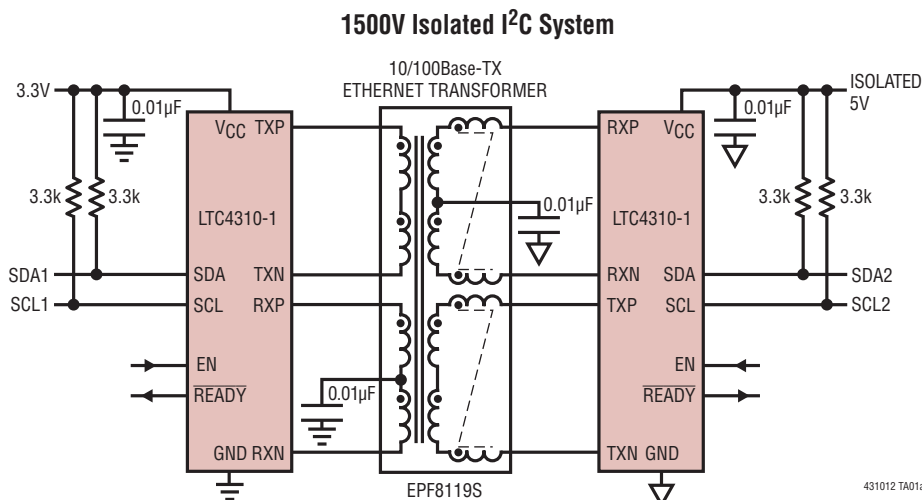 1500V Isolated I²C System
10/100Base-TX
ETHERNET TRANSFORMER
3.3V
0.01µF
VCC TXP
3.3k
3.3k
LTC4310-1
SDA1
SDA
TXN
SCL1
SCL
RXP
EN
READY
0.01µF
GND RXN
EPF8119S
0.01µF
RXP
VCC
0.01µF
ISOLATED
5V
LTC4310-1
3.3k
3.3k
RXN
SDA
SDA2
TXP
SCL
SCL2
EN
READY
TXN GND
431012 TA01a